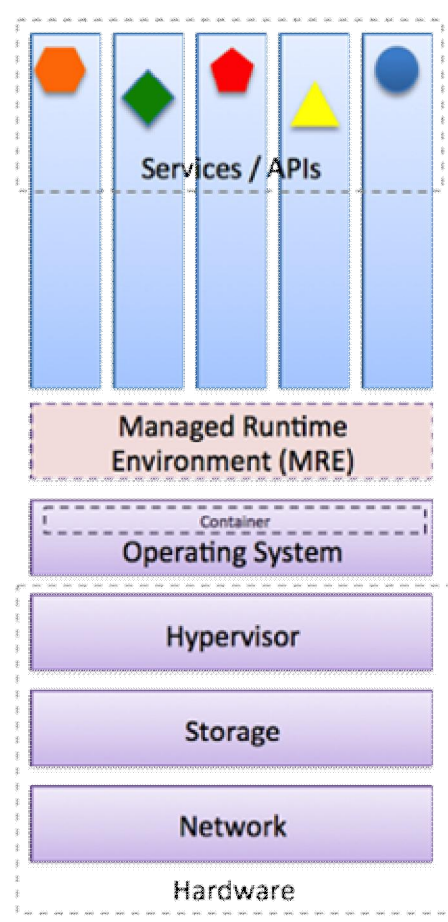 Services / APIs
Managed Runtime
Environment (MRE)
Container
Operating System
Hypervisor
Storage
Network
Hardware